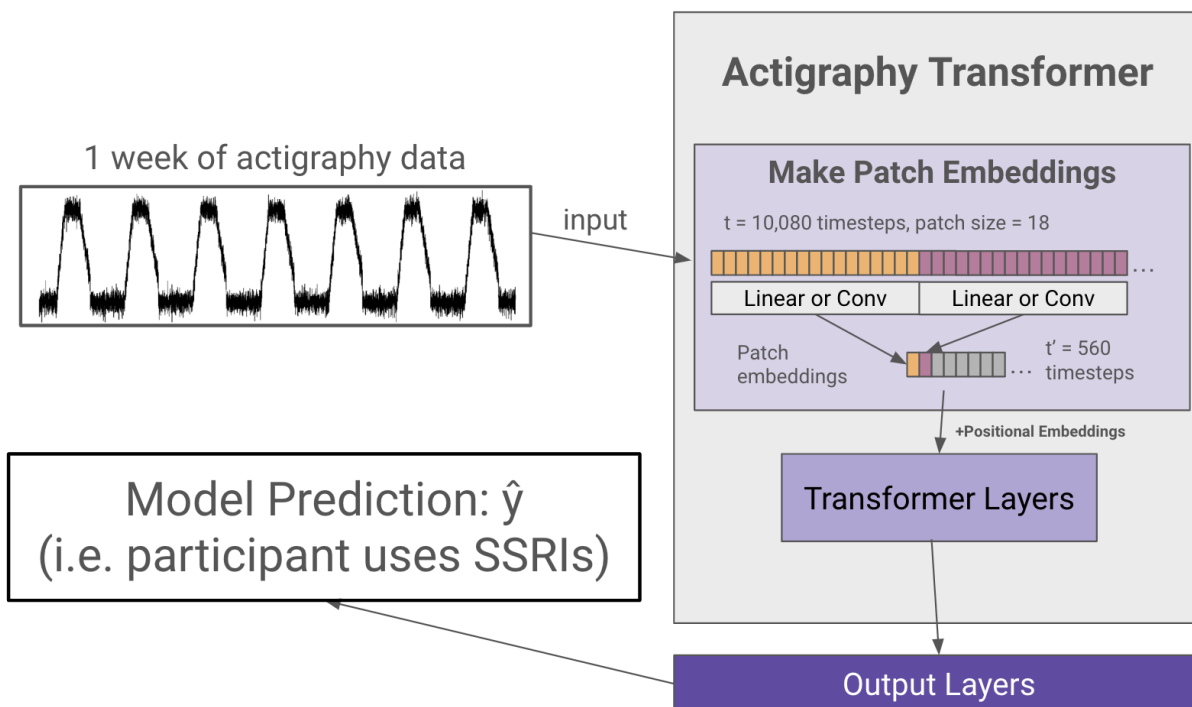 Actigraphy Transformer
1 week of actigraphy data
input
Make Patch Embeddings
t = 10,080 timesteps, patch size = 18
...
Linear or Conv
Linear or Conv
Patch
embeddings
...
t’ = 560
timesteps
+Positional Embeddings
Transformer Layers
Output Layers
Model Prediction: ŷ
(i.e. participant uses SSRIs)